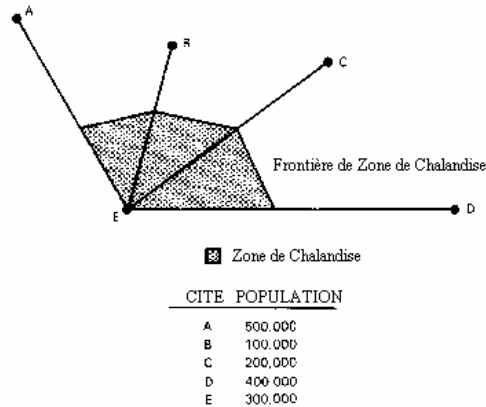 A
B
C
Frontière de Zone de Chalandise
E
D
Zone de Chalandise
CITE POPULATION
A 500.000
B 100.000
C 200,000
D 400 000
E 300,000